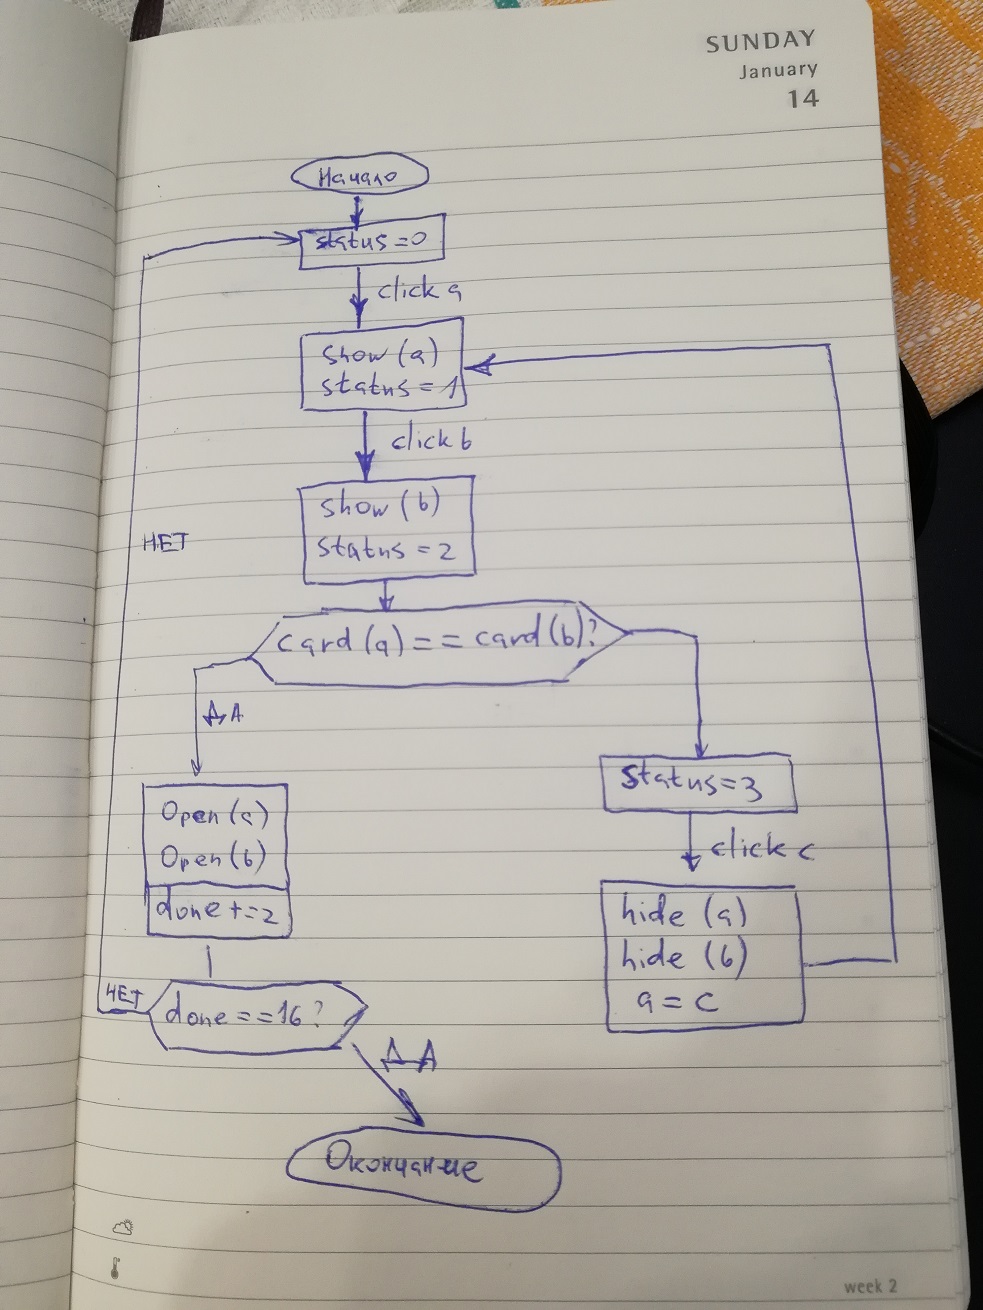 SUNDAY
January
14
Начало
status=0
click a
show (a)
status = 1
click b
show (b)
status = 2
НЕТ
card (a) == card (b)?
ДА
Open (a)
Open (b)
done += 2
status=3
click c
hide (a)
hide (b)
a = c
НЕТ
done == 16?
ДА
Окончание
week 2